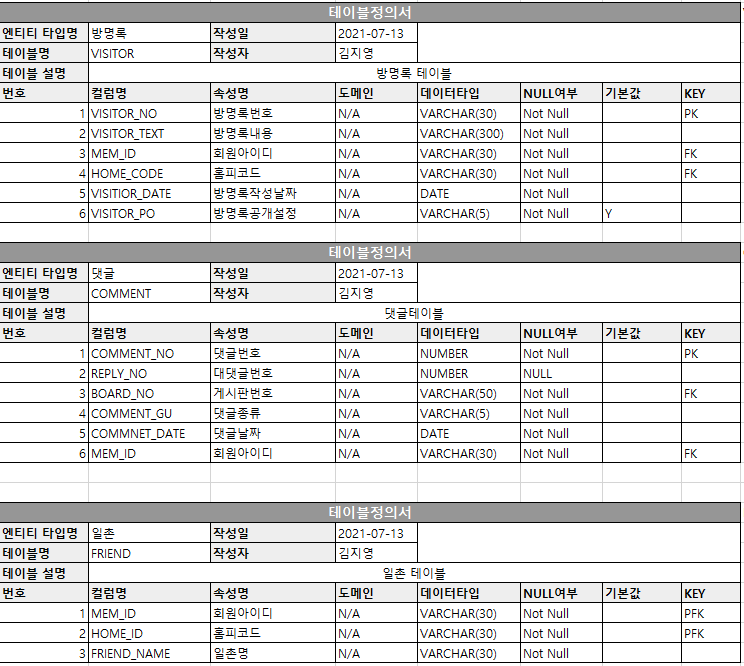 테이블정의서
엔티티 타입명 방명록 작성일 2021-07-13
테이블명 VISITOR 작성자 김지영
테이블 설명 방명록 테이블
번호 컬럼명 속성명 도메인 데이터타입 NULL여부 기본값 KEY
1 VISITOR_NO 방명록번호 N/A VARCHAR(30) Not Null PK
2 VISITOR_TEXT 방명록내용 N/A VARCHAR(300) Not Null
3 MEM_ID 회원아이디 N/A VARCHAR(30) Not Null FK
4 HOME_CODE 홈피코드 N/A VARCHAR(30) Not Null FK
5 VISITIOR_DATE 방명록작성날짜 N/A DATE Not Null
6 VISITOR_PO 방명록공개설정 N/A VARCHAR(5) Not Null Y
테이블정의서
엔티티 타입명 댓글 작성일 2021-07-13
테이블명 COMMENT 작성자 김지영
테이블 설명 댓글테이블
번호 컬럼명 속성명 도메인 데이터타입 NULL여부 기본값 KEY
1 COMMENT_NO 댓글번호 N/A NUMBER Not Null PK
2 REPLY_NO 대댓글번호 N/A NUMBER NULL
3 BOARD_NO 게시판번호 N/A VARCHAR(50) Not Null FK
4 COMMENT_GU 댓글종류 N/A VARCHAR(5) Not Null
5 COMMNET_DATE 댓글날짜 N/A DATE Not Null
6 MEM_ID 회원아이디 N/A VARCHAR(30) Not Null FK
테이블정의서
엔티티 타입명 일촌 작성일 2021-07-13
테이블명 FRIEND 작성자 김지영
테이블 설명 일촌 테이블
번호 컬럼명 속성명 도메인 데이터타입 NULL여부 기본값 KEY
1 MEM_ID 회원아이디 N/A VARCHAR(30) Not Null PFK
2 HOME_ID 홈피코드 N/A VARCHAR(30) Not Null PFK
3 FRIEND_NAME 일촌명 N/A VARCHAR(30) Not Null